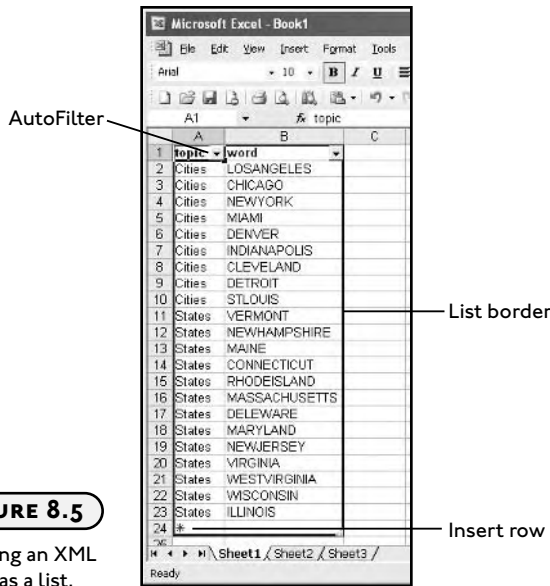 Microsoft Excel - Book1
File Edit View Insert Format Tools
Arial 10 B I U
A1 fx topic
AutoFilter
A B C
1 topic word
2 Cities LOSANGELES
3 Cities CHICAGO
4 Cities NEWYORK
5 Cities MIAMI
6 Cities DENVER
7 Cities INDIANAPOLIS
8 Cities CLEVELAND
9 Cities DETROIT
10 Cities STLOUIS
List border
11 States VERMONT
12 States NEWHAMPSHIRE
13 States MAINE
14 States CONNECTICUT
15 States RHODEISLAND
16 States MASSACHUSETTS
17 States DELEWARE
18 States MARYLAND
19 States NEWJERSEY
20 States VIRGINIA
21 States WESTVIRGINIA
22 States WISCONSIN
23 States ILLINOIS
24 *
Insert row
Sheet1 Sheet2 Sheet3
Ready
URE 8.5
ng an XML
as a list.